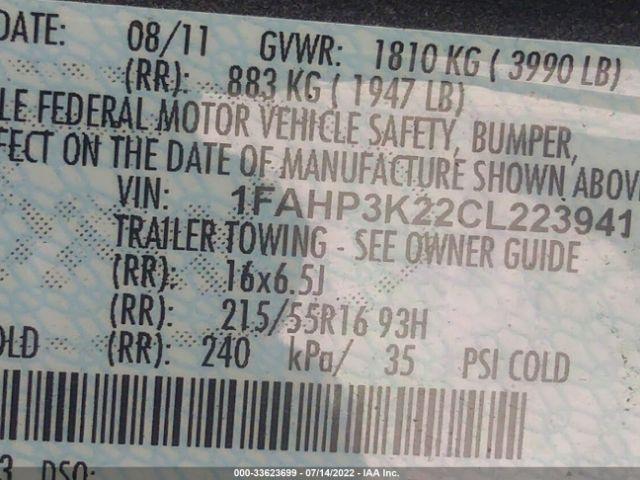 DATE: 08/11 GVWR: 1810 KG ( 3990 LB)
(RR): 883 KG ( 1947 LB)
LE FEDERAL MOTOR VEHICLE SAFETY, BUMPER,
FECT ON THE DATE OF MANUFACTURE SHOWN ABOV
VIN: 1FAHP3K22CL223941
TRAILER TOWING - SEE OWNER GUIDE
(RR): 16x6.5J
(RR): 215/55R16 93H
OLD (RR): 240 kPa/ 35 PSI COLD
3 DSO:
000-33623699 - 07/14/2022 - IAA Inc.